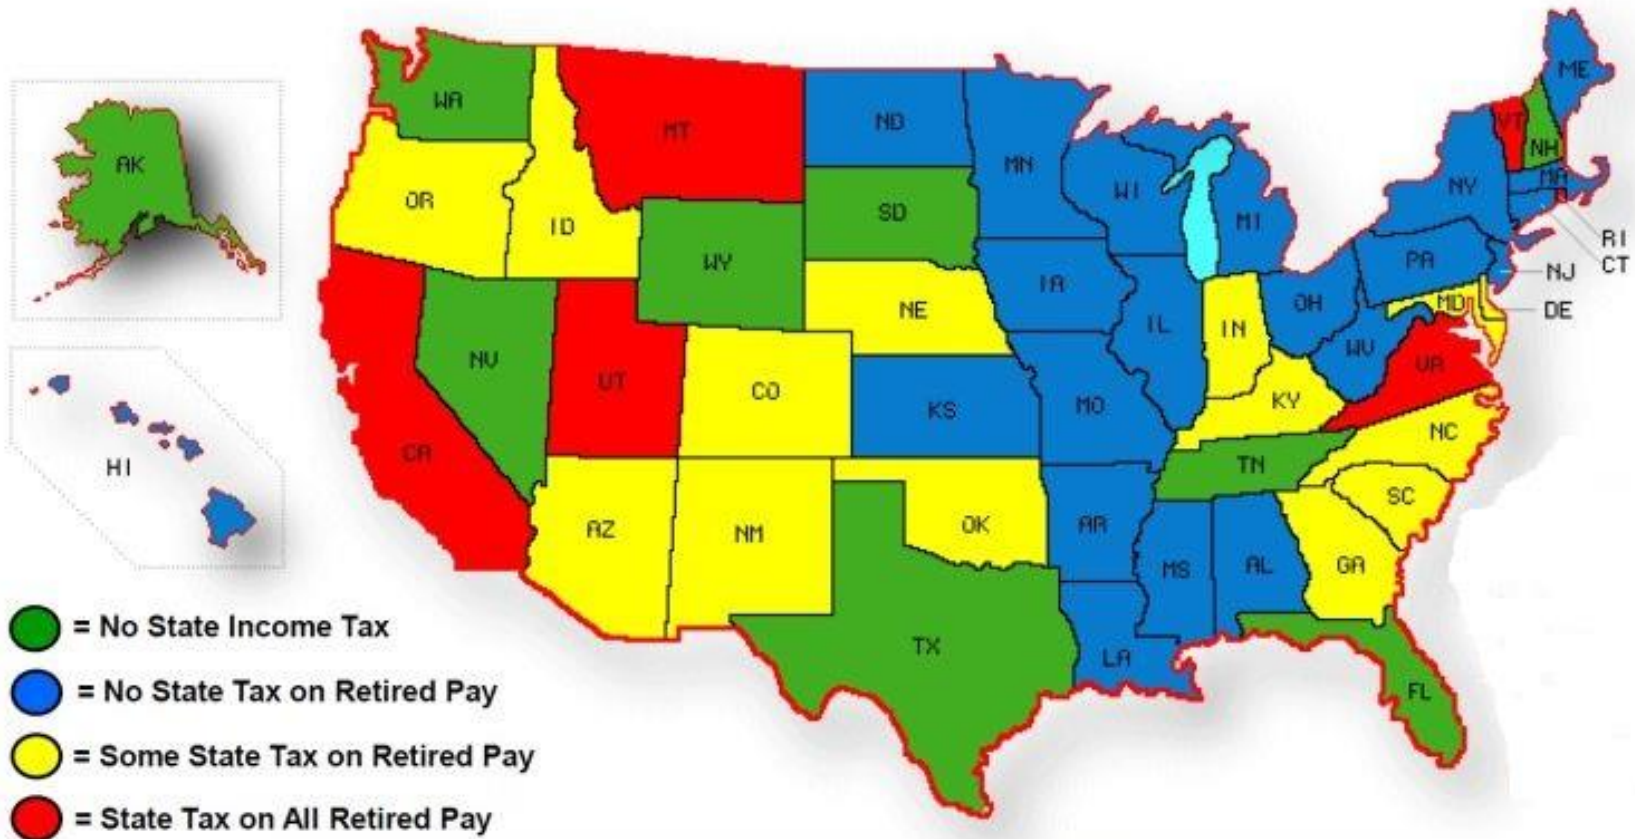 WA
MT
ND
MN
ME
VT
NH
AK
OR
ID
SD
WI
MI
NY
MA
WY
RI
CT
PA
NJ
NE
IA
OH
MD
DE
NV
UT
CO
IL
IN
WV
VA
KS
MO
KY
CA
NC
HI
TN
AZ
NM
OK
AR
SC
MS
AL
GA
TX
LA
FL
= No State Income Tax
= No State Tax on Retired Pay
= Some State Tax on Retired Pay
= State Tax on All Retired Pay